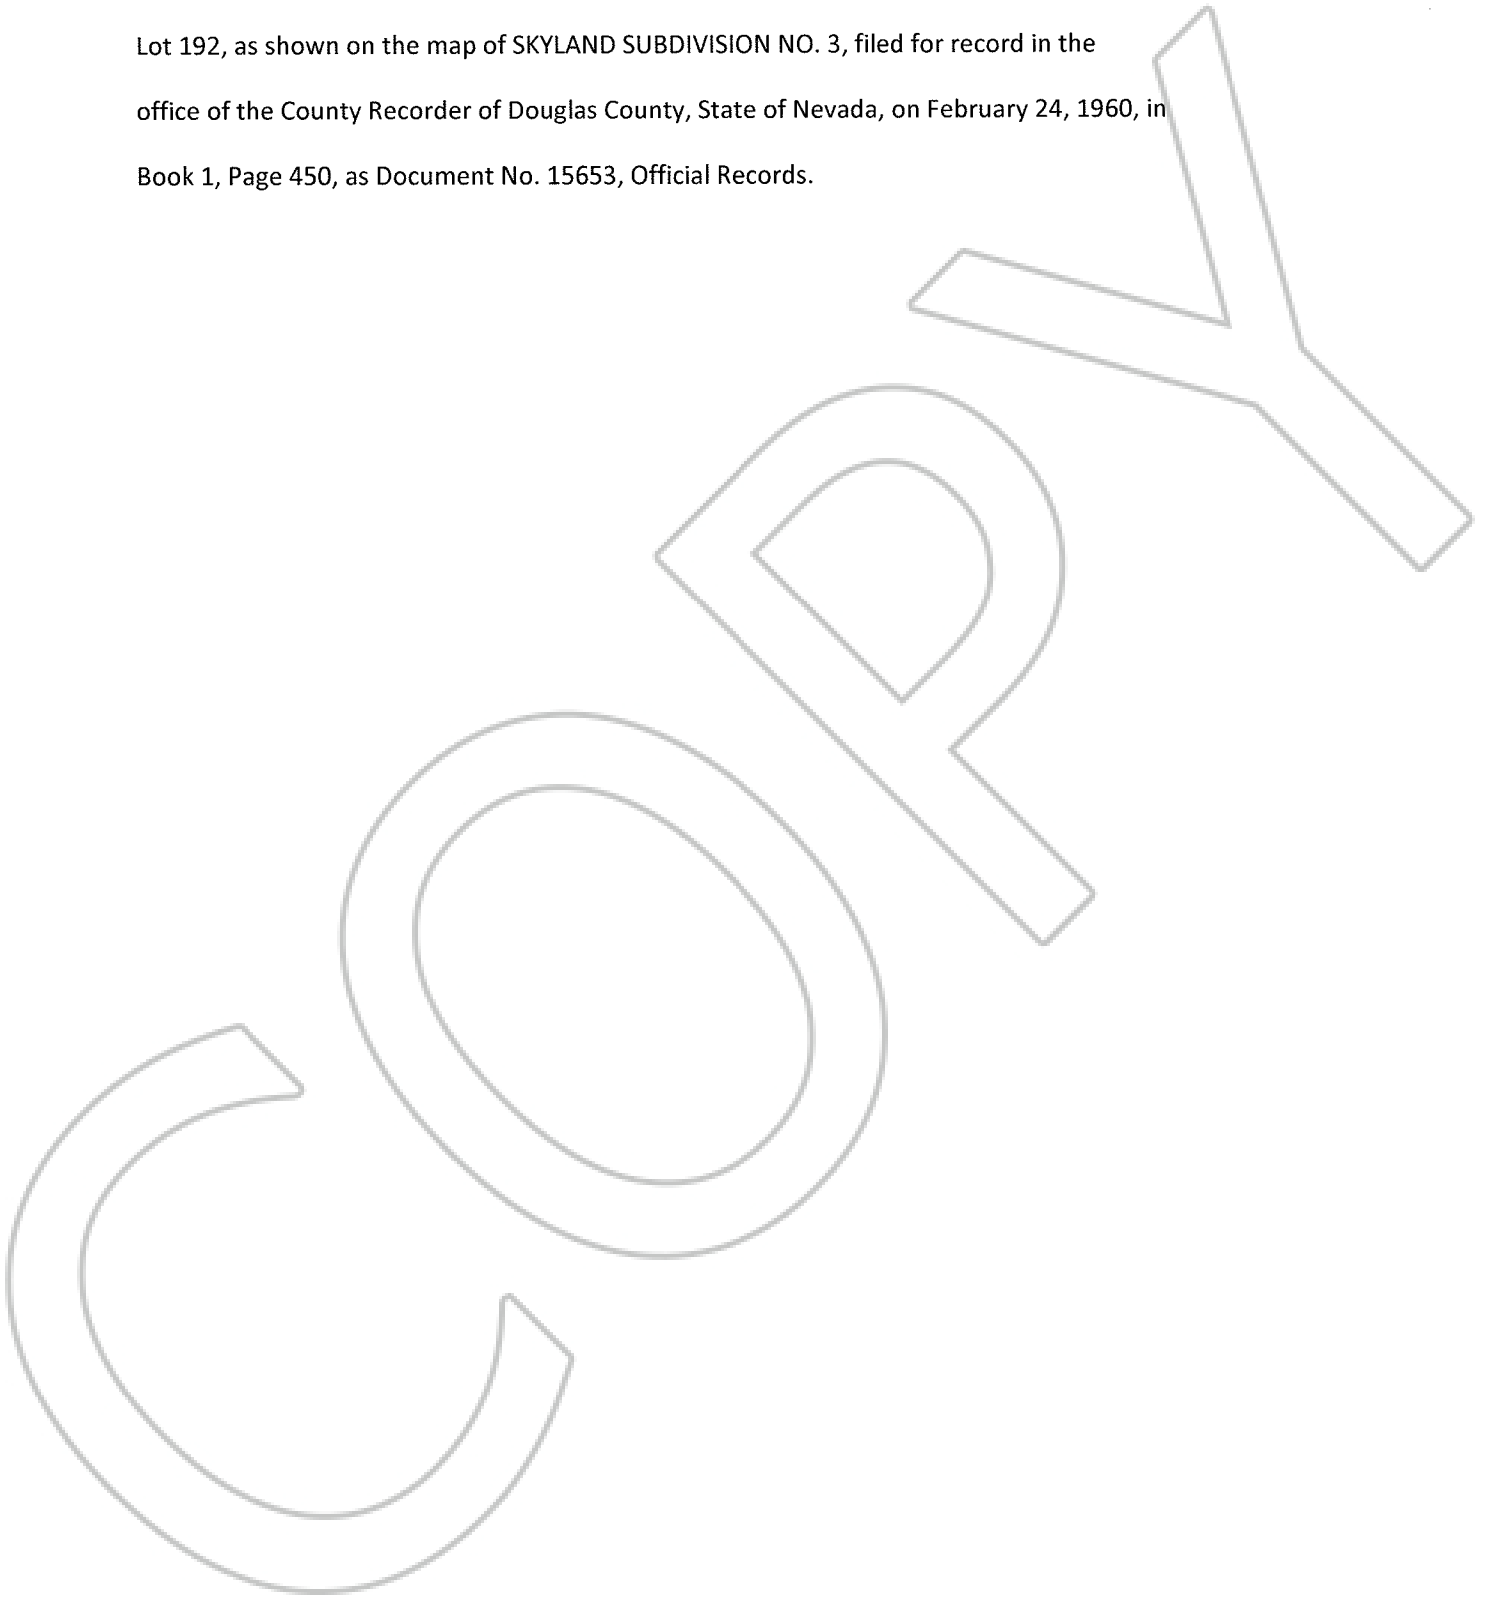 Lot 192, as shown on the map of SKYLAND SUBDIVISION NO. 3, filed for record in the
office of the County Recorder of Douglas County, State of Nevada, on February 24, 1960, in
Book 1, Page 450, as Document No. 15653, Official Records.
COPY